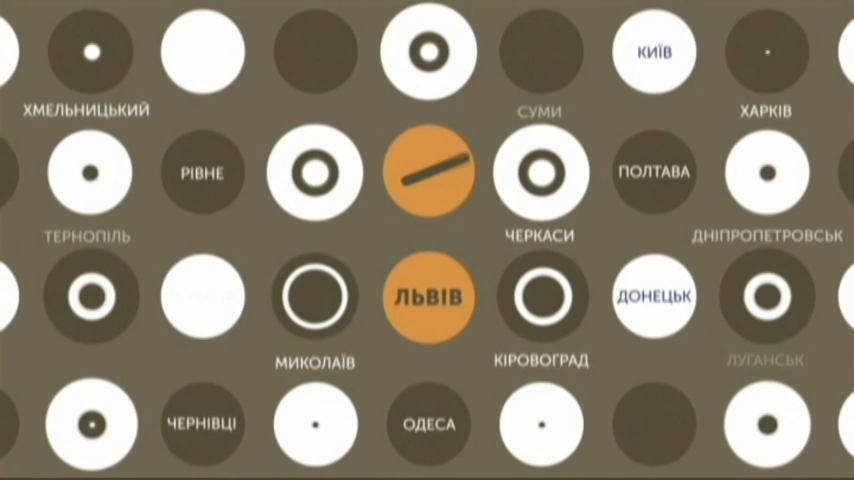 КИЇВ
ХМЕЛЬНИЦЬКИЙ
СУМИ
ХАРКІВ
РІВНЕ
ПОЛТАВА
ТЕРНОПІЛЬ
ЧЕРКАСИ
ДНІПРОПЕТРОВСЬК
ЛЬВІВ
ДОНЕЦЬК
МИКОЛАЇВ
КІРОВОГРАД
ЛУГАНСЬК
ЧЕРНІВЦІ
ОДЕСА